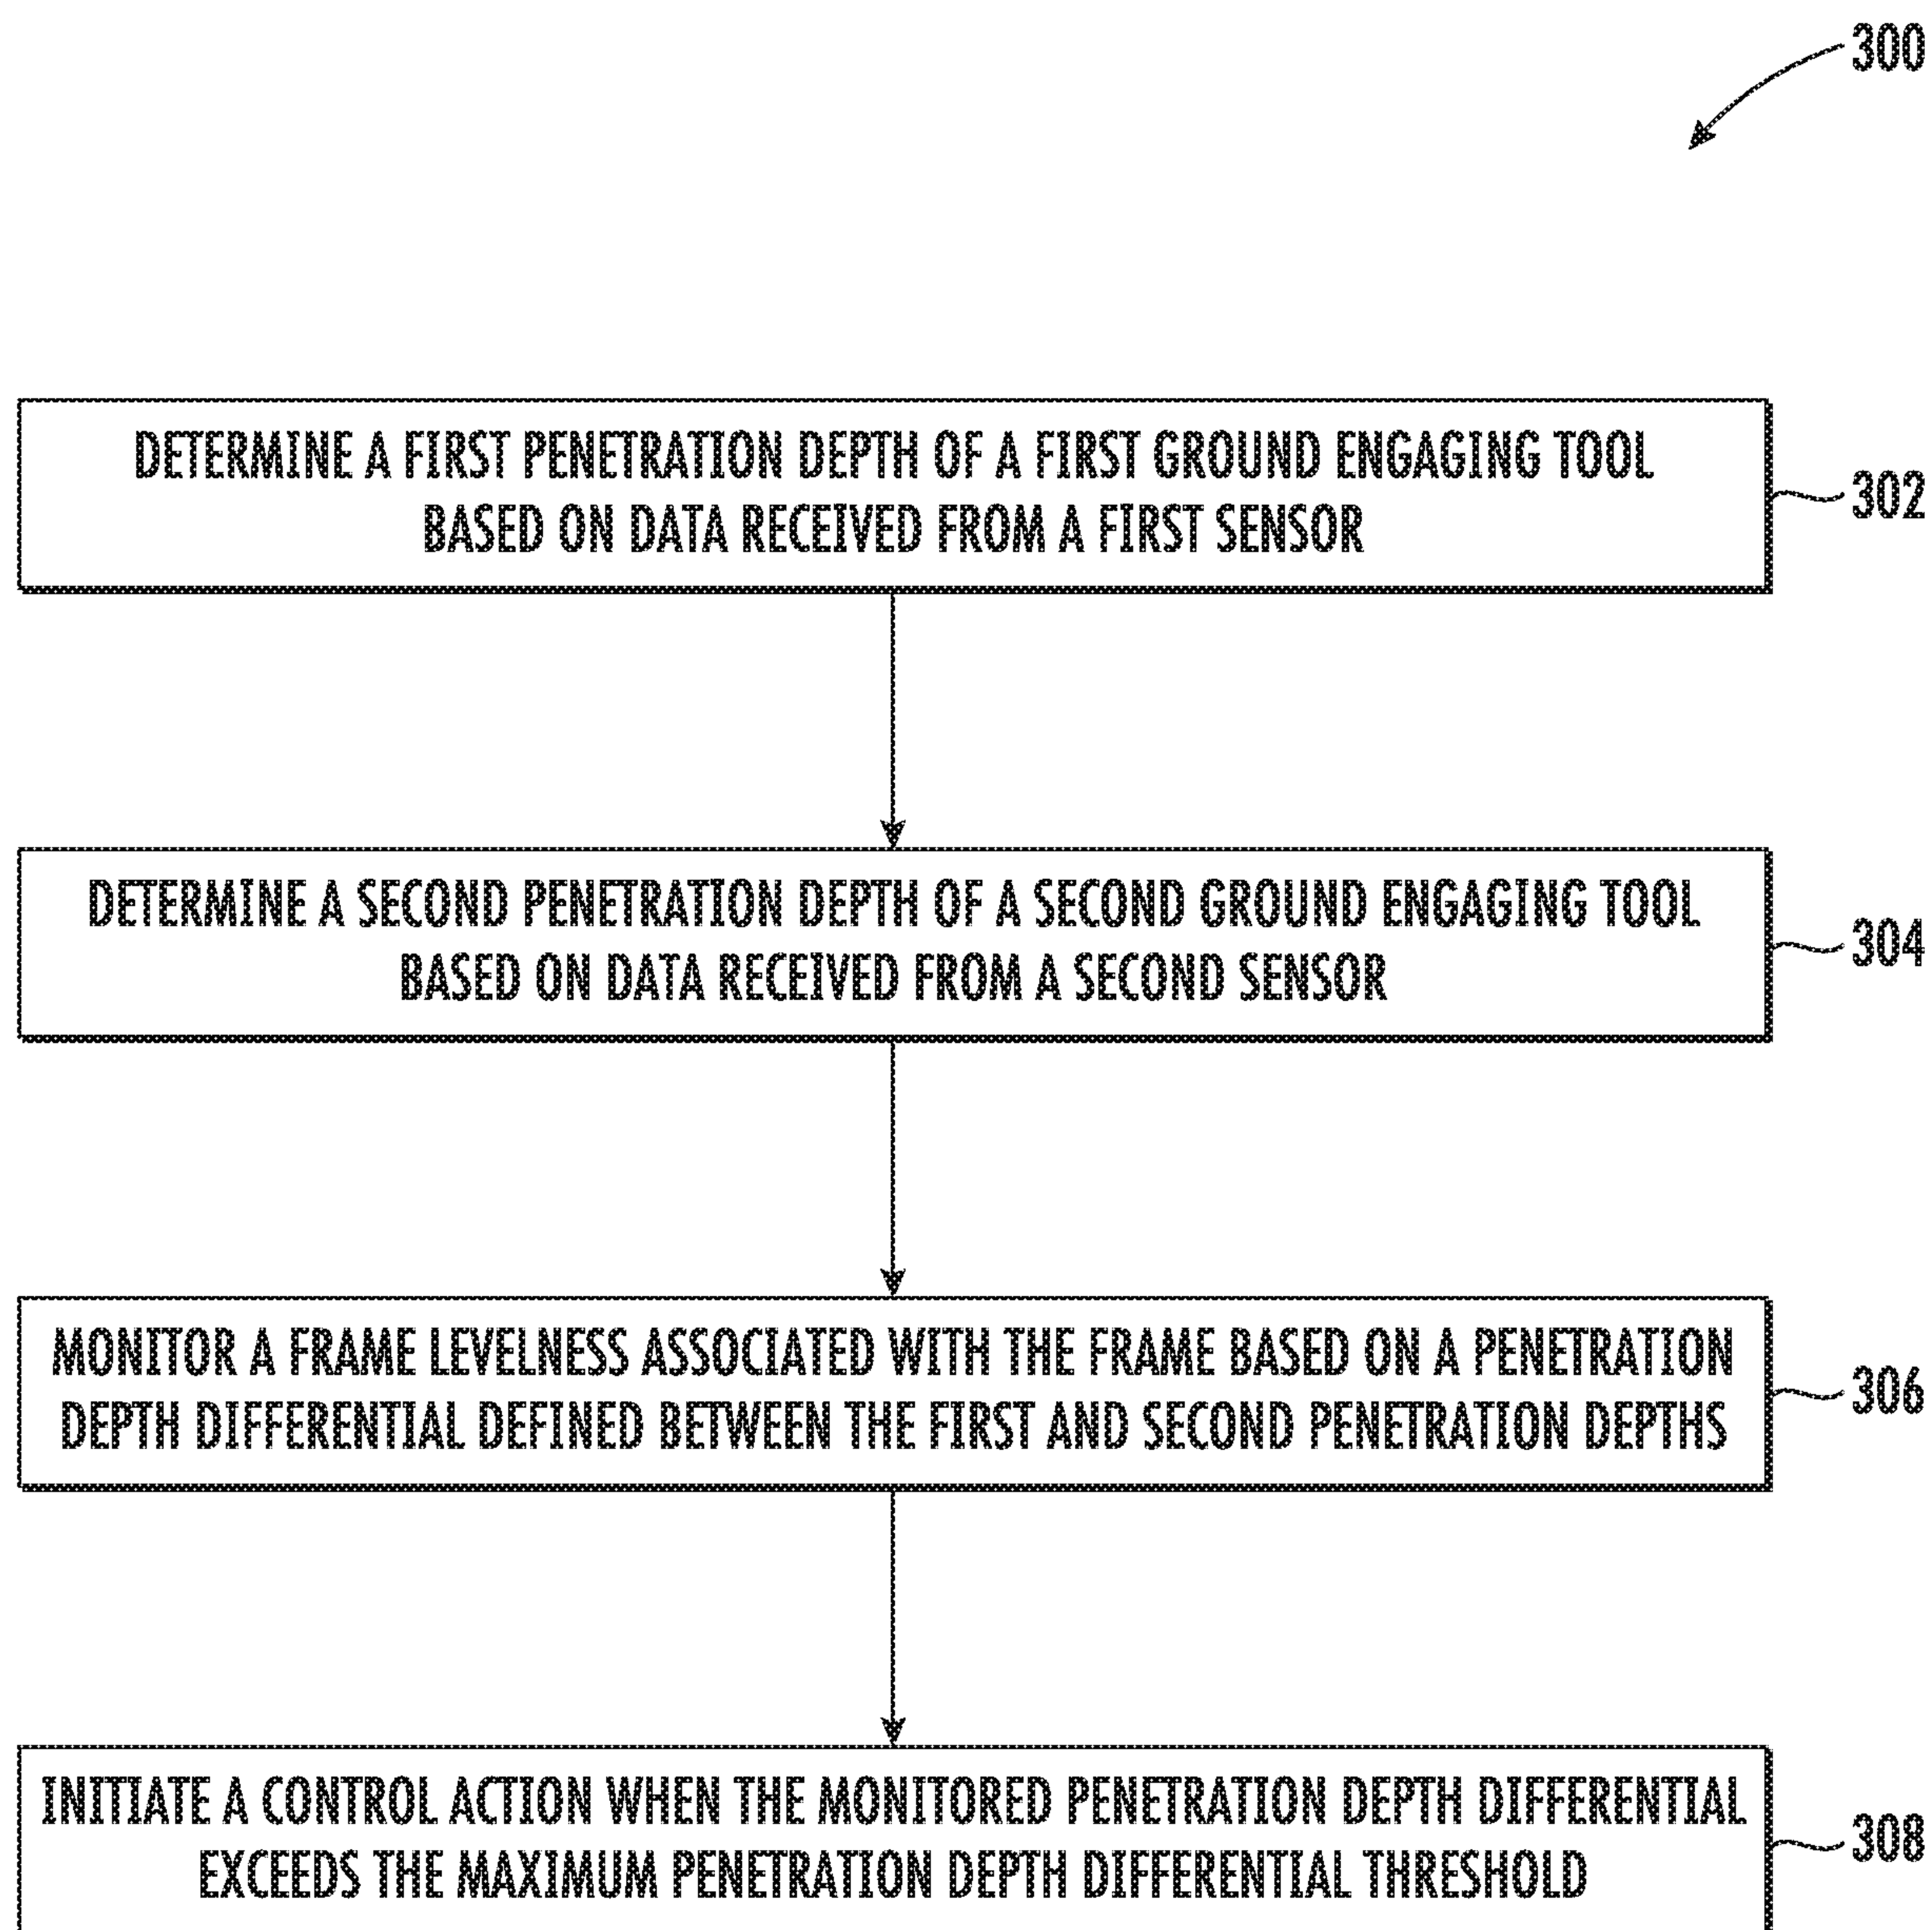 300
DETERMINE A FIRST PENETRATION DEPTH OF A FIRST GROUND ENGAGING TOOL
BASED ON DATA RECEIVED FROM A FIRST SENSOR
302
DETERMINE A SECOND PENETRATION DEPTH OF A SECOND GROUND ENGAGING TOOL
BASED ON DATA RECEIVED FROM A SECOND SENSOR
304
MONITOR A FRAME LEVELNESS ASSOCIATED WITH THE FRAME BASED ON A PENETRATION
DEPTH DIFFERENTIAL DEFINED BETWEEN THE FIRST AND SECOND PENETRATION DEPTHS
306
INITIATE A CONTROL ACTION WHEN THE MONITORED PENETRATION DEPTH DIFFERENTIAL
EXCEEDS THE MAXIMUM PENETRATION DEPTH DIFFERENTIAL THRESHOLD
308